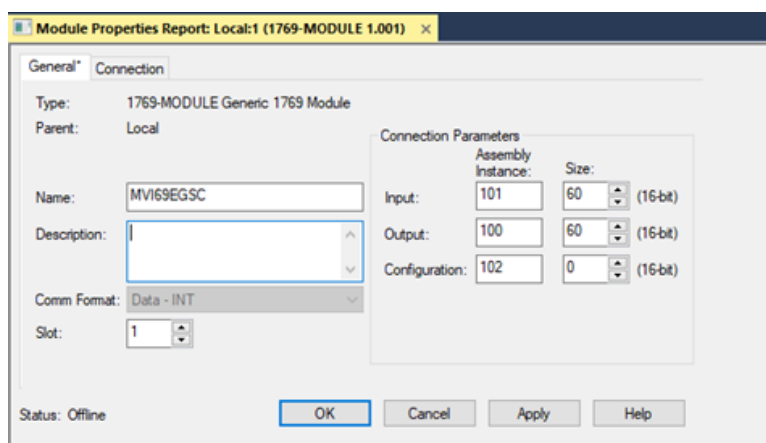 Module Properties Report: Local:1 (1769-MODULE 1.001) ×
General* Connection
Type: 1769-MODULE Generic 1769 Module
Parent: Local
Connection Parameters
Assembly
Instance: Size:
Name: MVI69EGSC
Input: 101 60 (16-bit)
Description:
Output: 100 60 (16-bit)
Configuration: 102 0 (16-bit)
Comm Format: Data - INT
Slot: 1
Status: Offline
OK Cancel Apply Help